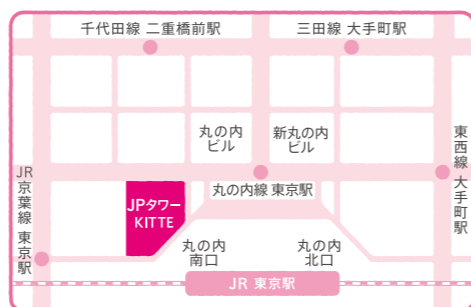 千代田線 二重橋前駅
三田線 大手町駅
丸の内
ビル
新丸の内
ビル
東西線 大手町駅
JR京葉線 東京駅
丸の内線 東京駅
JPタワー
KITTE
丸の内
南口
丸の内
北口
JR 東京駅